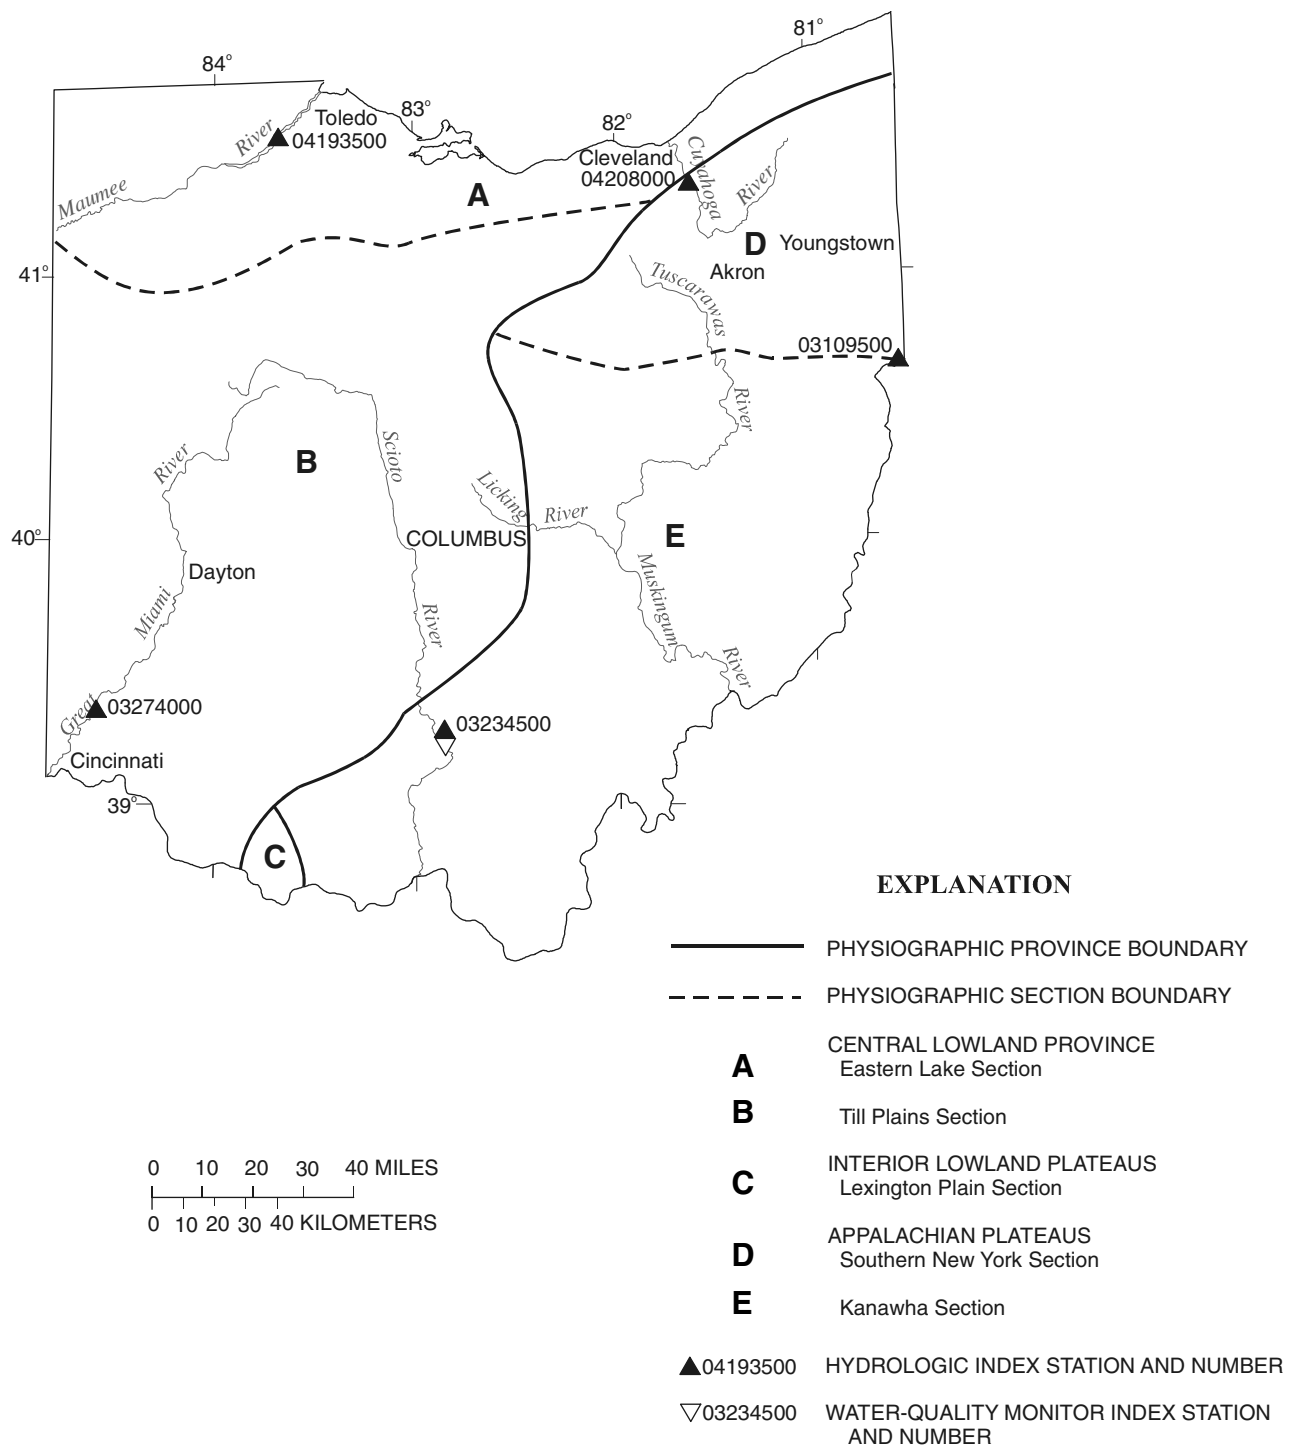 81°
84°
83°
82°
Toledo
04193500
River
Maumee
Cleveland
04208000
Cuyahoga
River
A
D
Youngstown
Akron
41°
Tuscarawas
03109500
River
B
Scioto
River
Licking
River
COLUMBUS
E
40°
Dayton
Muskingum
River
Miami
River
Great
03274000
03234500
Cincinnati
39°
C
EXPLANATION
PHYSIOGRAPHIC PROVINCE BOUNDARY
PHYSIOGRAPHIC SECTION BOUNDARY
A
CENTRAL LOWLAND PROVINCE
Eastern Lake Section
B
Till Plains Section
C
INTERIOR LOWLAND PLATEAUS
Lexington Plain Section
D
APPALACHIAN PLATEAUS
Southern New York Section
E
Kanawha Section
04193500 HYDROLOGIC INDEX STATION AND NUMBER
03234500 WATER-QUALITY MONITOR INDEX STATION
AND NUMBER
0 10 20 30 40 MILES
0 10 20 30 40 KILOMETERS